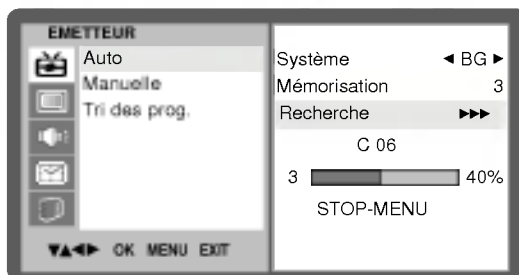 EMETTEUR
Auto
Manuelle
Tri des prog.
▼▲◀▶ OK MENU EXIT
Système ◀ BG ▶
Mémorisation 3
Recherche ▶▶▶
C 06
3 40%
STOP-MENU